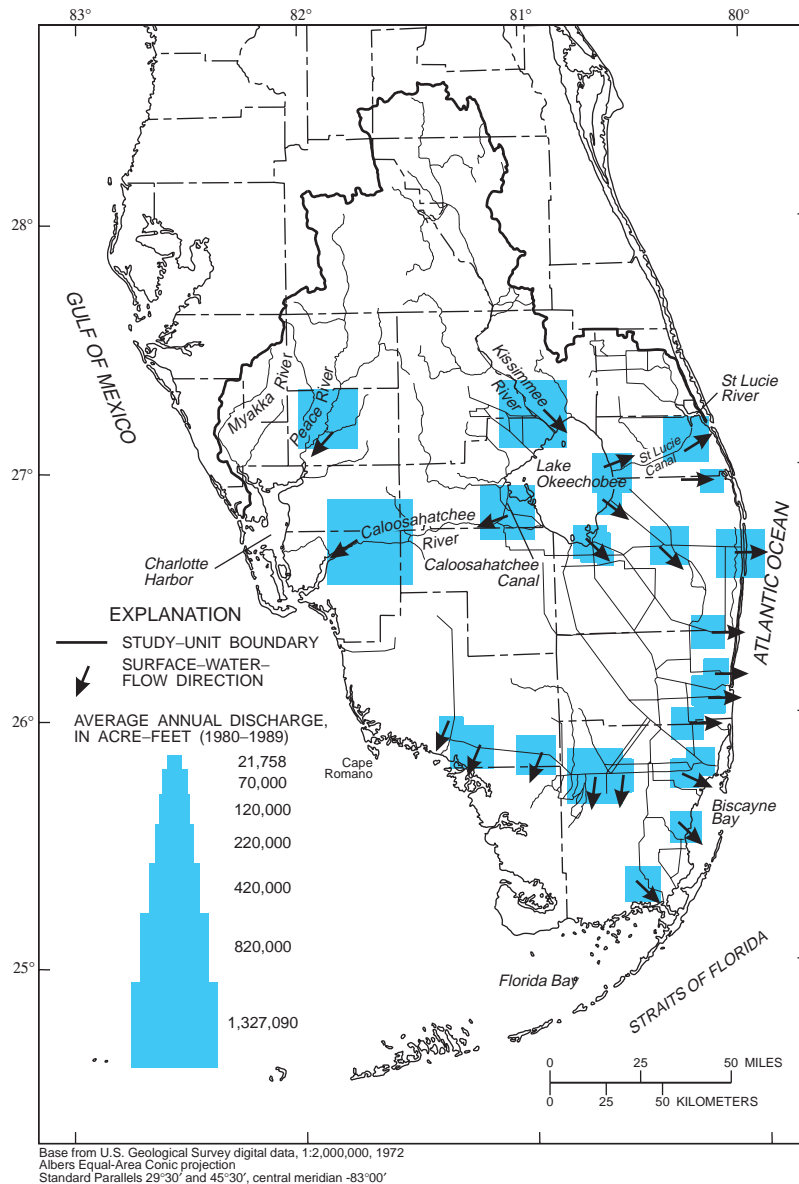 83°
82°
81°
80°
28°
27°
26°
25°
GULF OF MEXICO
Myakka River
Peace River
Kissimmee
River
St Lucie
River
St Lucie
Canal
Lake
Okeechobee
Caloosahatchee
River
Caloosahatchee
Canal
Charlotte
Harbor
ATLANTIC OCEAN
EXPLANATION
STUDY–UNIT BOUNDARY
SURFACE–WATER–
FLOW DIRECTION
AVERAGE ANNUAL DISCHARGE,
IN ACRE–FEET (1980–1989)
21,758
70,000
120,000
220,000
420,000
820,000
1,327,090
Cape
Romano
Biscayne
Bay
Florida Bay
STRAITS OF FLORIDA
0 25 50 MILES
0 25 50 KILOMETERS
Base from U.S. Geological Survey digital data, 1:2,000,000, 1972
Albers Equal-Area Conic projection
Standard Parallels 29°30′ and 45°30′, central meridian -83°00′